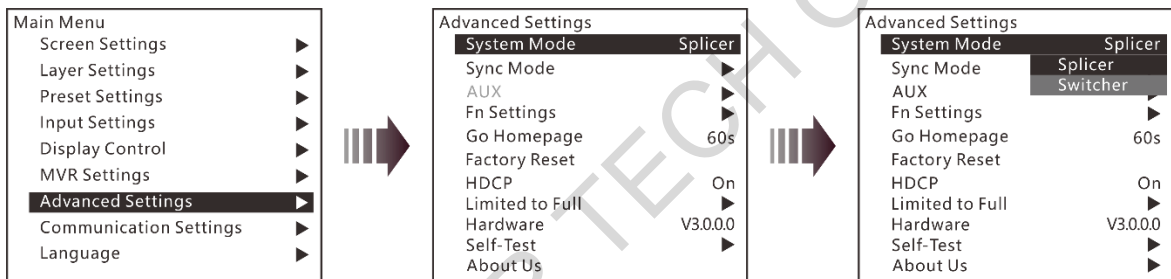 Main Menu
Screen Settings
Layer Settings
Preset Settings
Input Settings
Display Control
MVR Settings
Advanced Settings
Communication Settings
Language
Advanced Settings
System Mode Splicer
Sync Mode
AUX
Fn Settings
Go Homepage 60s
Factory Reset
HDCP On
Limited to Full
Hardware V3.0.0.0
Self-Test
About Us
Advanced Settings
System Mode Splicer
Sync Mode Splicer
AUX Switcher
Fn Settings
Go Homepage 60s
Factory Reset
HDCP On
Limited to Full
Hardware V3.0.0.0
Self-Test
About Us
TECH